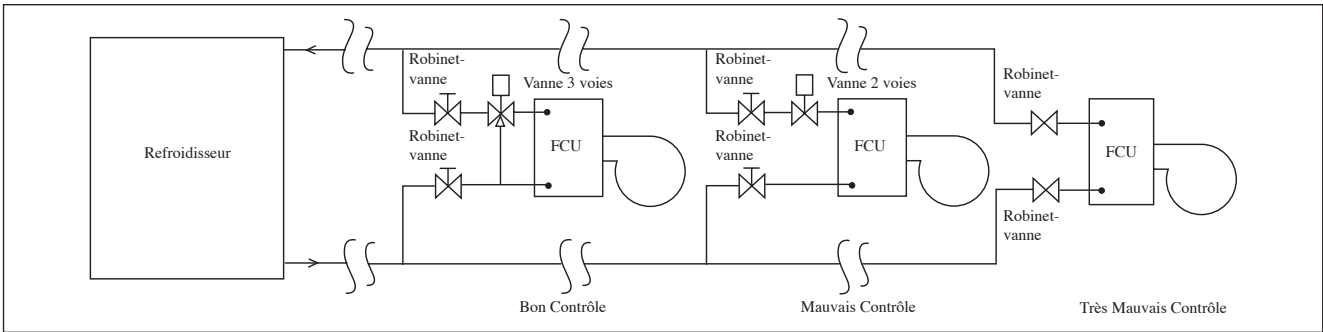 Robinet-
vanne
Vanne 3 voies
Robinet-
vanne
Vanne 2 voies
Robinet-
vanne
Refroidisseur
Robinet-
vanne
FCU
Robinet-
vanne
FCU
FCU
Robinet-
vanne
Bon Contrôle
Mauvais Contrôle
Très Mauvais Contrôle